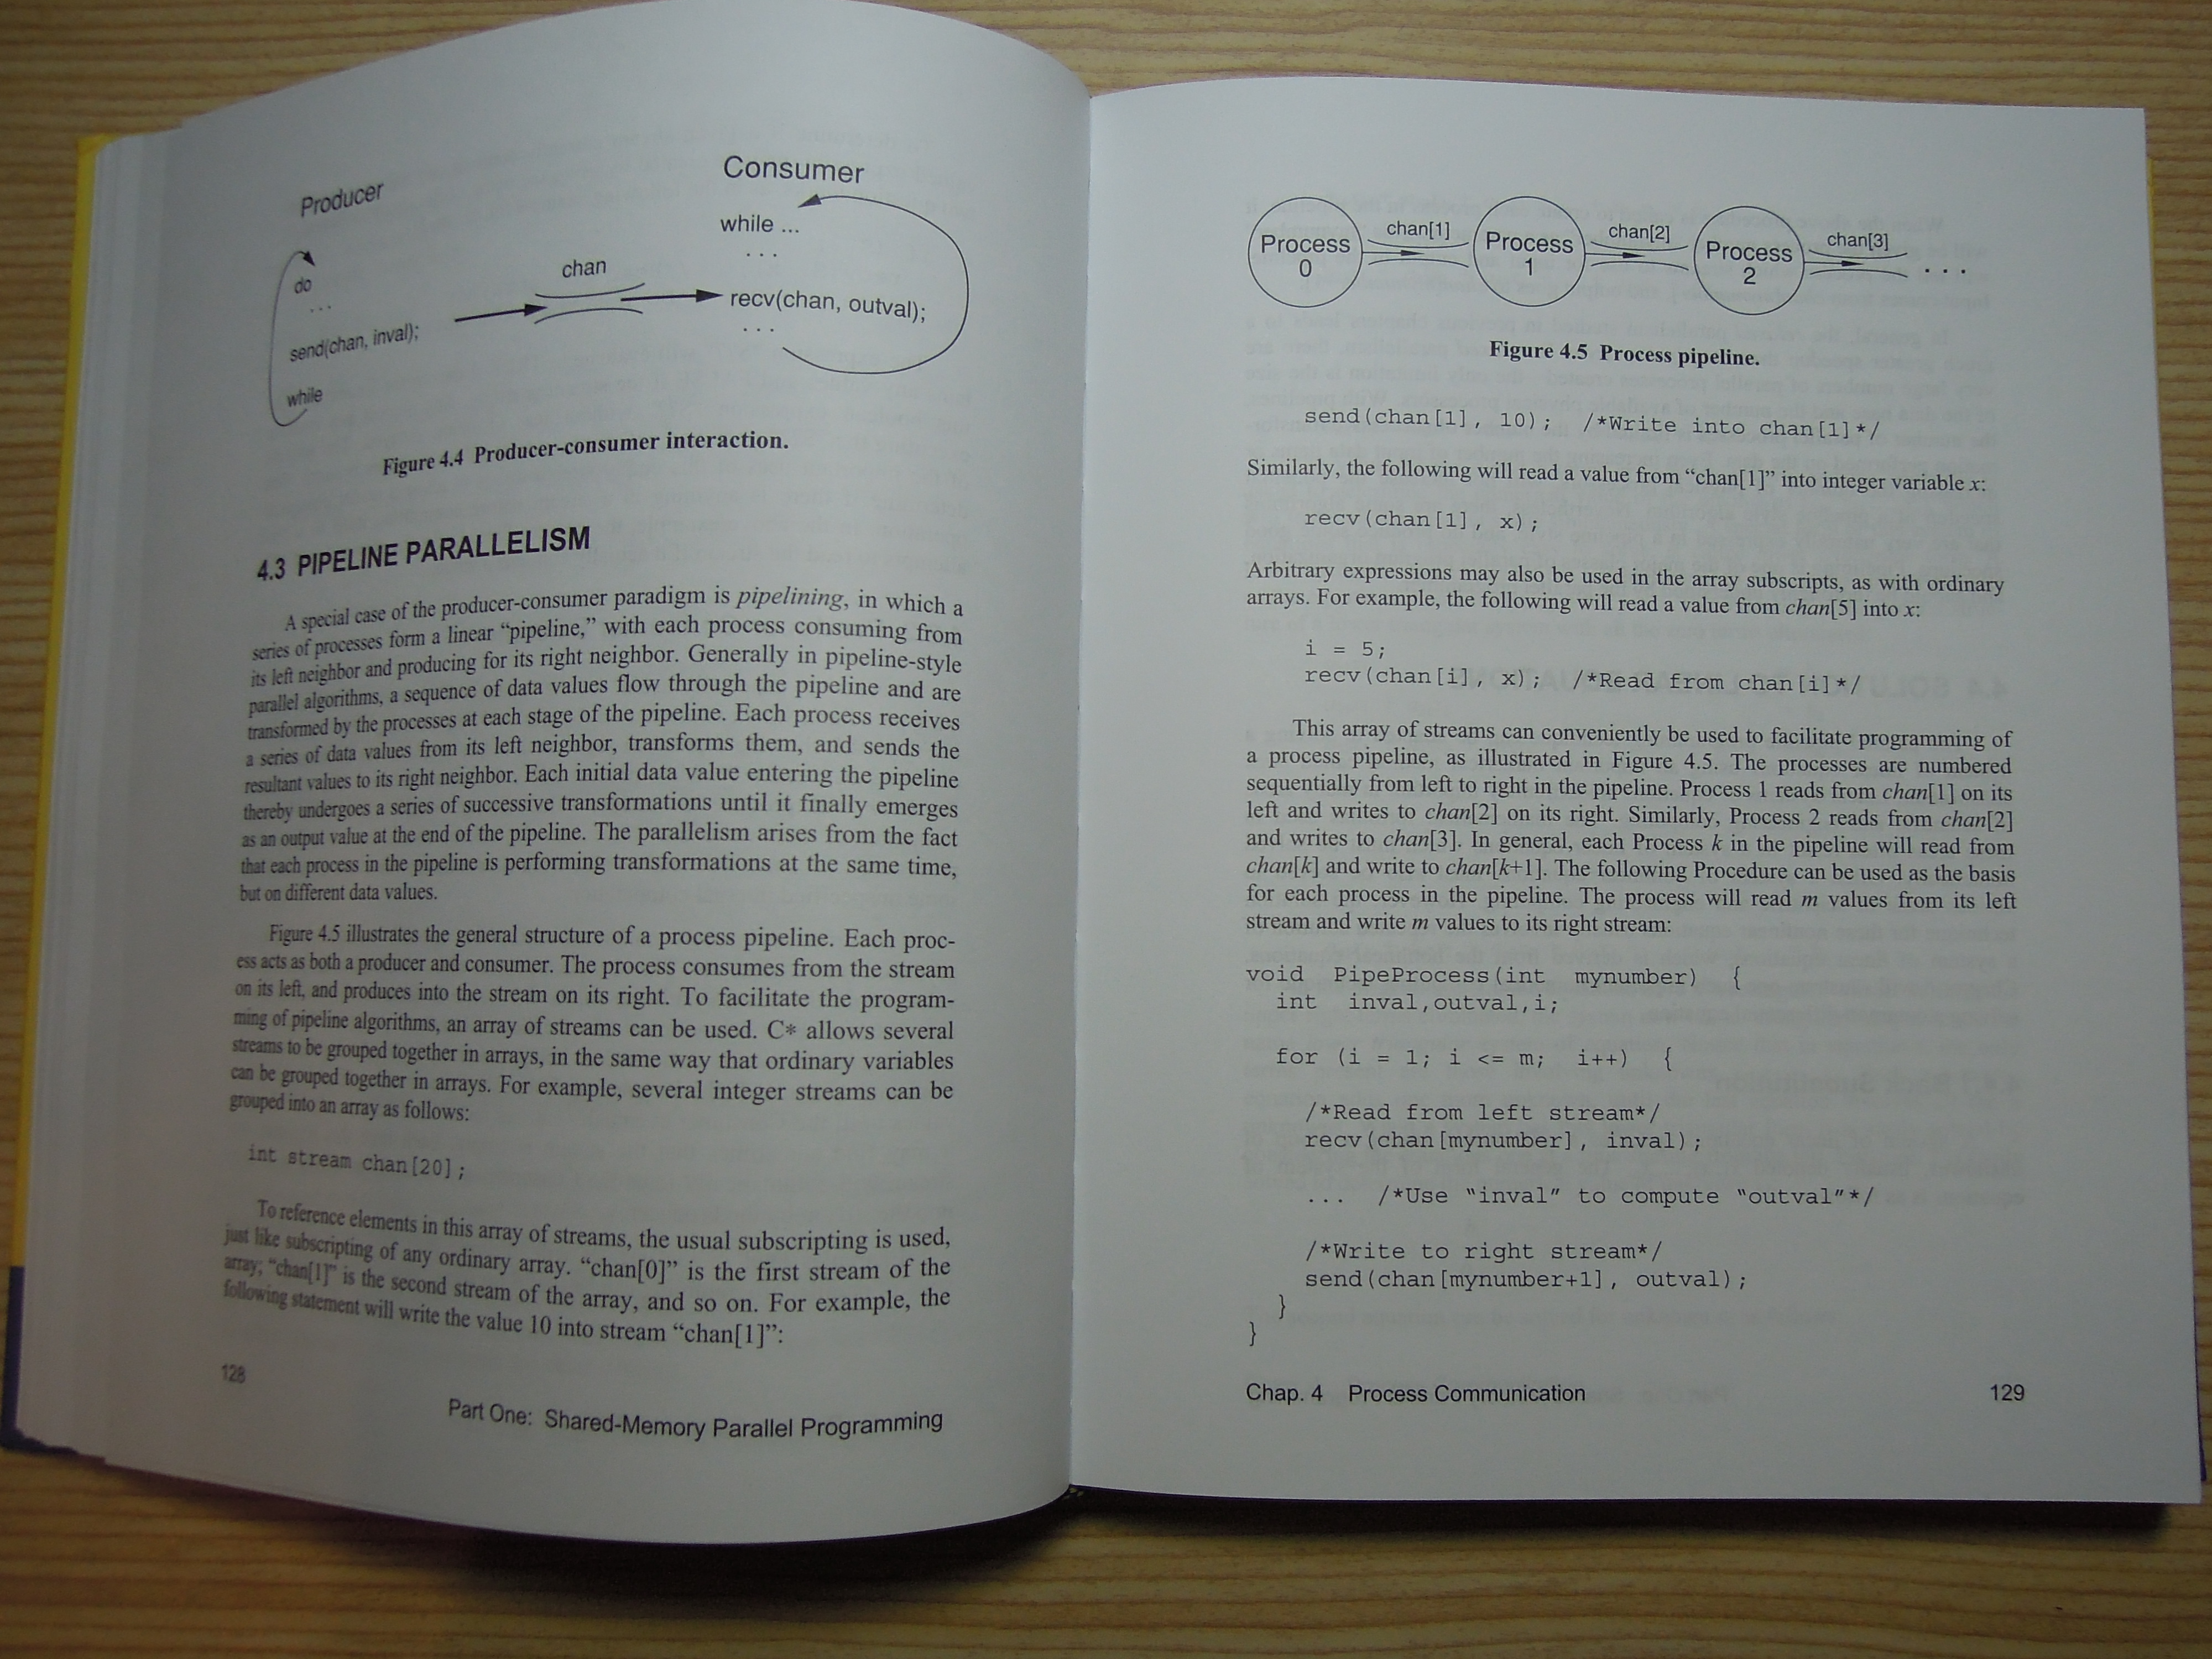 Producer
do
...
send(chan, inval);
while
chan
Consumer
while ...
...
recv(chan, outval);
...
Figure 4.4 Producer-consumer interaction.
4.3 PIPELINE PARALLELISM
A special case of the producer-consumer paradigm is pipelining, in which a
series of processes form a linear “pipeline,” with each process consuming from
its left neighbor and producing for its right neighbor. Generally in pipeline-style
parallel algorithms, a sequence of data values flow through the pipeline and are
transformed by the processes at each stage of the pipeline. Each process receives
a series of data values from its left neighbor, transforms them, and sends the
resultant values to its right neighbor. Each initial data value entering the pipeline
thereby undergoes a series of successive transformations until it finally emerges
as an output value at the end of the pipeline. The parallelism arises from the fact
that each process in the pipeline is performing transformations at the same time,
but on different data values.
Figure 4.5 illustrates the general structure of a process pipeline. Each proc-
ess acts as both a producer and consumer. The process consumes from the stream
on its left, and produces into the stream on its right. To facilitate the program-
ming of pipeline algorithms, an array of streams can be used. C* allows several
streams to be grouped together in arrays, in the same way that ordinary variables
can be grouped together in arrays. For example, several integer streams can be
grouped into an array as follows:
int stream chan[20];
To reference elements in this array of streams, the usual subscripting is used,
just like subscripting of any ordinary array. “chan[0]” is the first stream of the
array; “chan[1]” is the second stream of the array, and so on. For example, the
following statement will write the value 10 into stream “chan[1]”:
128
Part One: Shared-Memory Parallel Programming
Process
0
chan[1]
Process
1
chan[2]
Process
2
chan[3]
...
Figure 4.5 Process pipeline.
send(chan[1], 10); /*Write into chan[1]*/
Similarly, the following will read a value from “chan[1]” into integer variable x:
recv(chan[1], x);
Arbitrary expressions may also be used in the array subscripts, as with ordinary
arrays. For example, the following will read a value from chan[5] into x:
i = 5;
recv(chan[i], x); /*Read from chan[i]*/
This array of streams can conveniently be used to facilitate programming of
a process pipeline, as illustrated in Figure 4.5. The processes are numbered
sequentially from left to right in the pipeline. Process 1 reads from chan[1] on its
left and writes to chan[2] on its right. Similarly, Process 2 reads from chan[2]
and writes to chan[3]. In general, each Process k in the pipeline will read from
chan[k] and write to chan[k+1]. The following Procedure can be used as the basis
for each process in the pipeline. The process will read m values from its left
stream and write m values to its right stream:
void PipeProcess(int mynumber) {
int inval,outval,i;
for (i = 1; i <= m; i++) {
/*Read from left stream*/
recv(chan[mynumber], inval);
... /*Use “inval” to compute “outval”*/
/*Write to right stream*/
send(chan[mynumber+1], outval);
}
}
Chap. 4 Process Communication
129